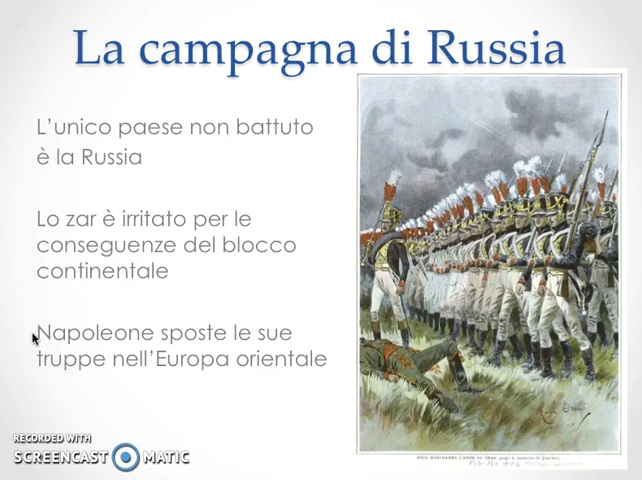 La campagna di Russia
L'unico paese non battuto
è la Russia
Lo zar è irritato per le
conseguenze del blocco
continentale
Napoleone sposte le sue
truppe nell'Europa orientale
RECORDED WITH
SCREENCAST MATIC